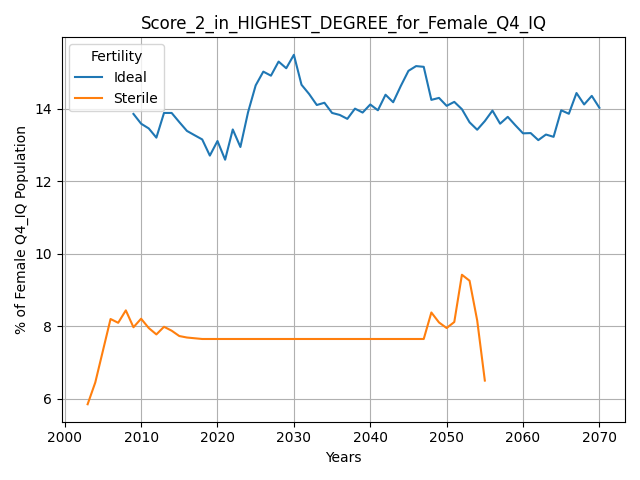 Score_2_in_HIGHEST_DEGREE_for_Female_Q4_IQ
Fertility
Ideal
Sterile
% of Female Q4_IQ Population
14
12
10
8
6
2000 2010 2020 2030 2040 2050 2060 2070
Years